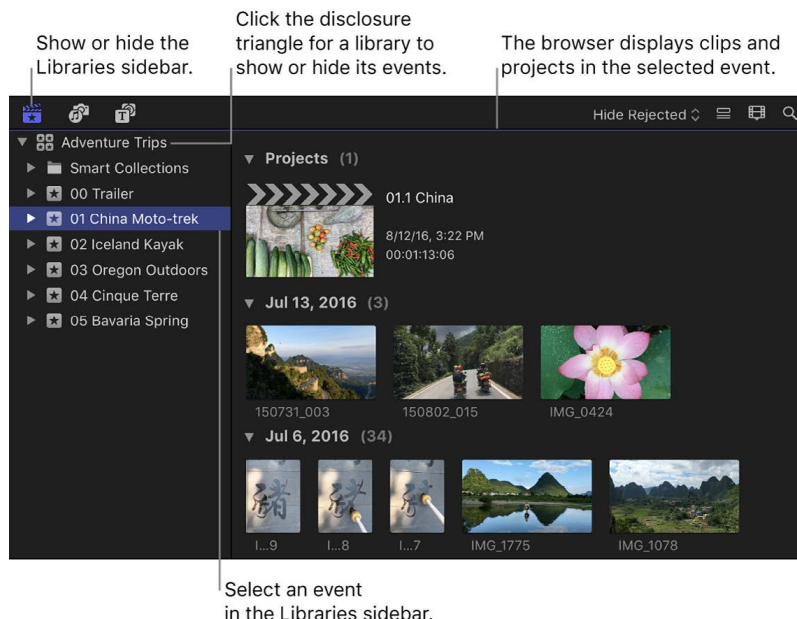 Show or hide the
Libraries sidebar.
Click the disclosure
triangle for a library to
show or hide its events.
The browser displays clips and
projects in the selected event.
Hide Rejected
Adventure Trips
Smart Collections
00 Trailer
01 China Moto-trek
02 Iceland Kayak
03 Oregon Outdoors
04 Cinque Terre
05 Bavaria Spring
Projects (1)
01.1 China
8/12/16, 3:22 PM
00:01:13:06
Jul 13, 2016 (3)
150731_003 150802_015 IMG_0424
Jul 6, 2016 (34)
猪 猪 猪
I...9 I...8 I...7 IMG_1775 IMG_1078
Select an event
in the Libraries sidebar.